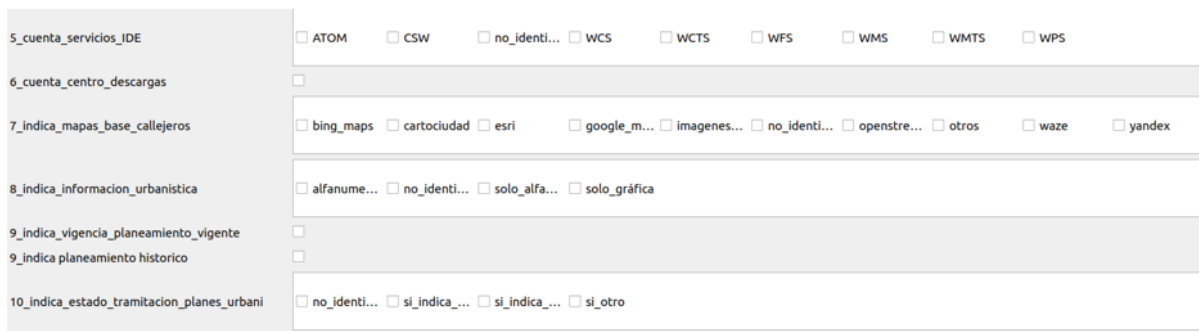 5_cuenta_servicios_IDE ATOM CSW no_identi... WCS WCTS WFS WMS WMTS WPS
6_cuenta_centro_descargas
7_indica_mapas_base_callejeros bing_maps cartociudad esri google_m... imagenes... no_identi... openstre... otros waze yandex
8_indica_informacion_urbanistica alfanume... no_identi... solo_alfa... solo_gráfica
9_indica_vigencia_planeamiento_vigente
9_indica planeamiento historico
10_indica_estado_tramitacion_planes_urbani no_identi... si_indica_... si_indica_... si_otro